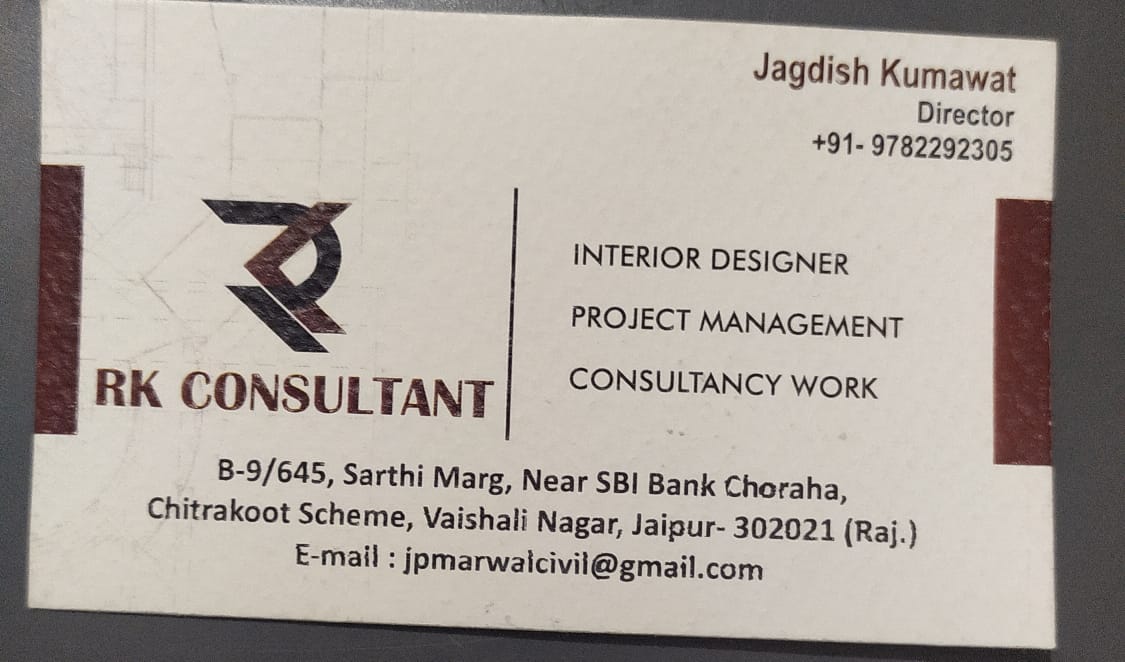 Jagdish Kumawat
Director
+91- 9782292305
RK CONSULTANT
INTERIOR DESIGNER
PROJECT MANAGEMENT
CONSULTANCY WORK
B-9/645, Sarthi Marg, Near SBI Bank Choraha,
Chitrakoot Scheme, Vaishali Nagar, Jaipur- 302021 (Raj.)
E-mail : jpmarwalcivil@gmail.com